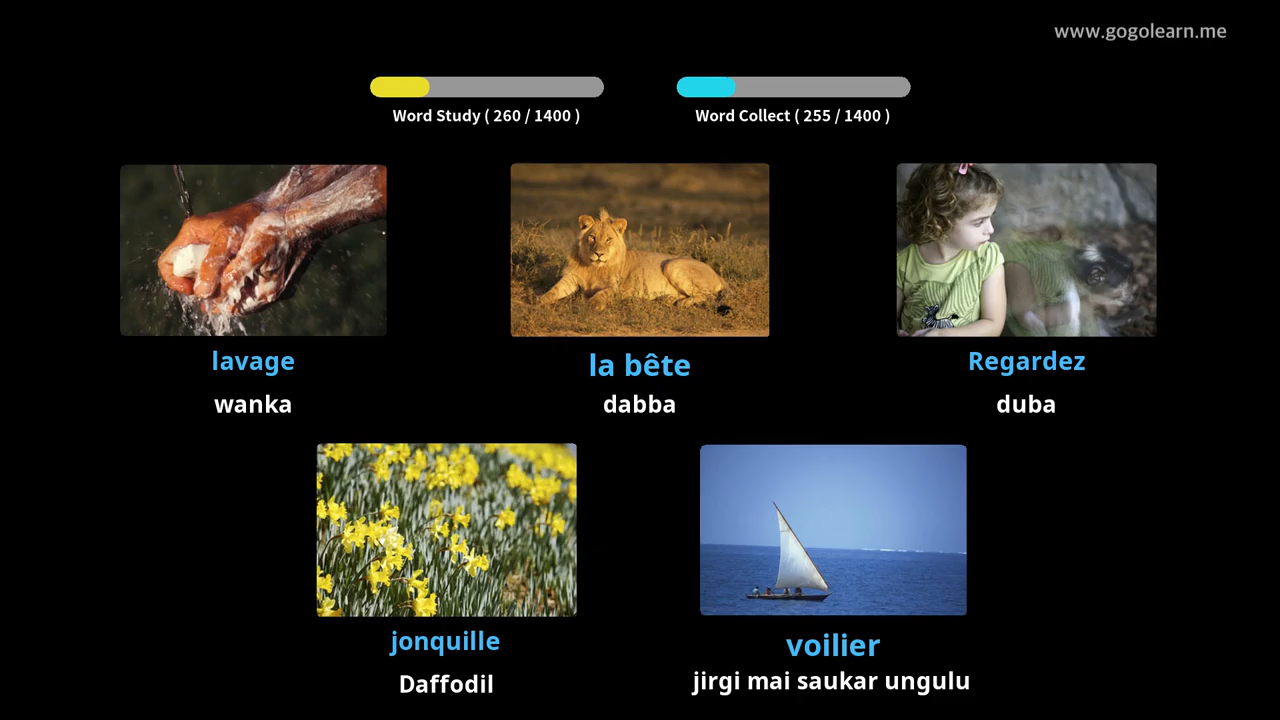 www.gogolearn.me
Word Study ( 260 / 1400 )
Word Collect ( 255 / 1400 )
lavage
wanka
la bête
dabba
Regardez
duba
jonquille
Daffodil
voilier
jirgi mai saukar ungulu